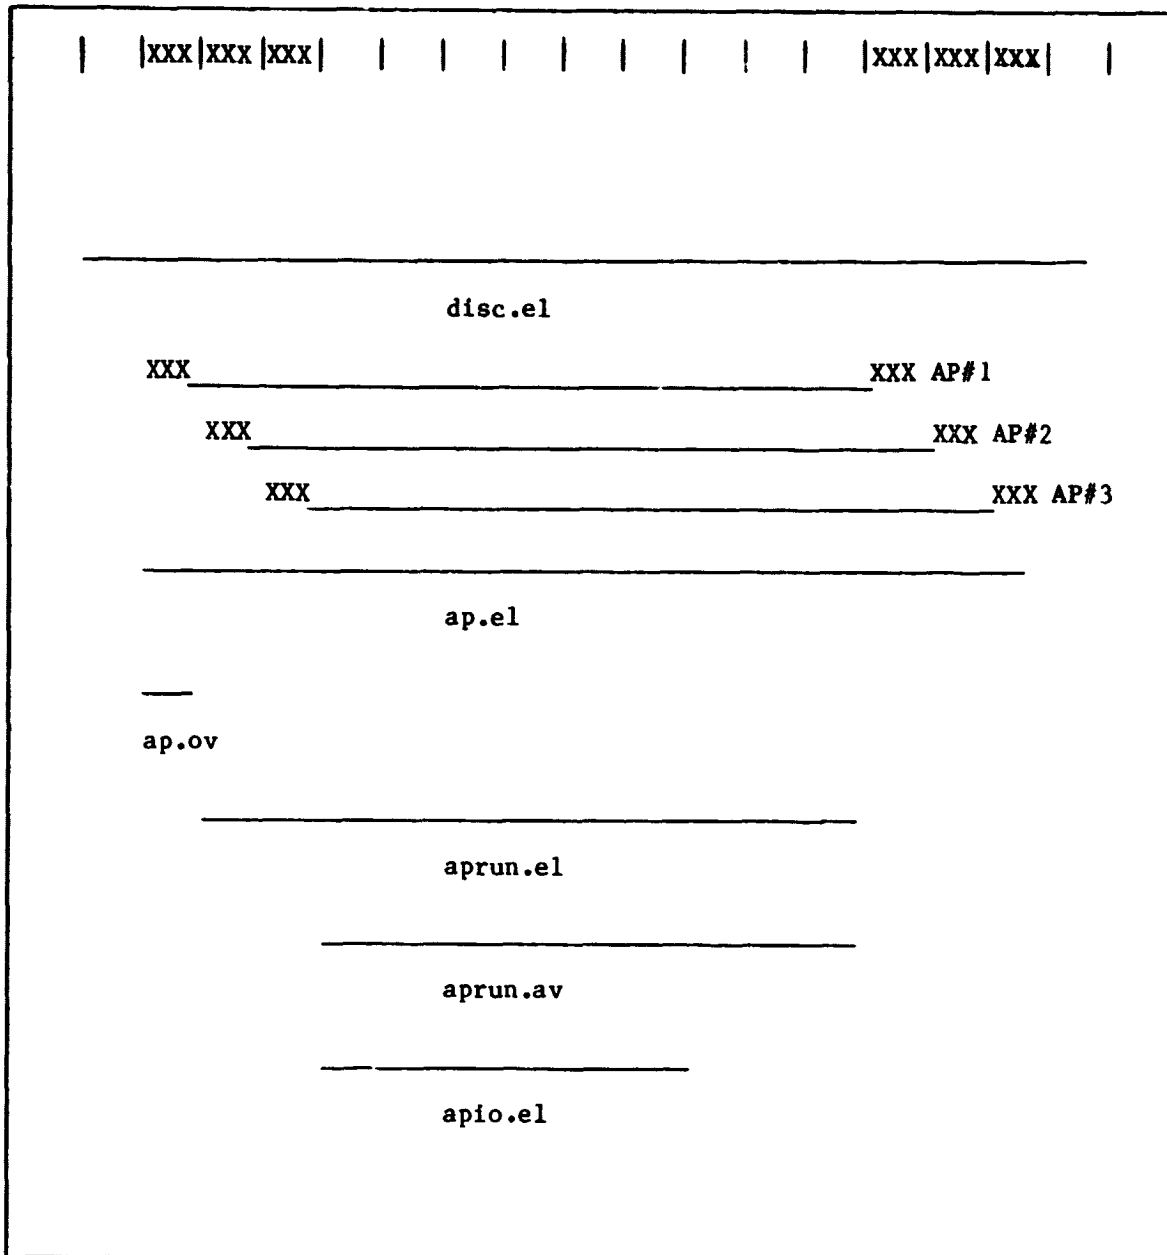 | |XXX|XXX|XXX| | | | | | | | |XXX|XXX|XXX| |
disc.el
XXX XXX AP#1
XXX XXX AP#2
XXX XXX AP#3
ap.el
ap.ov
aprun.el
aprun.av
apio.el